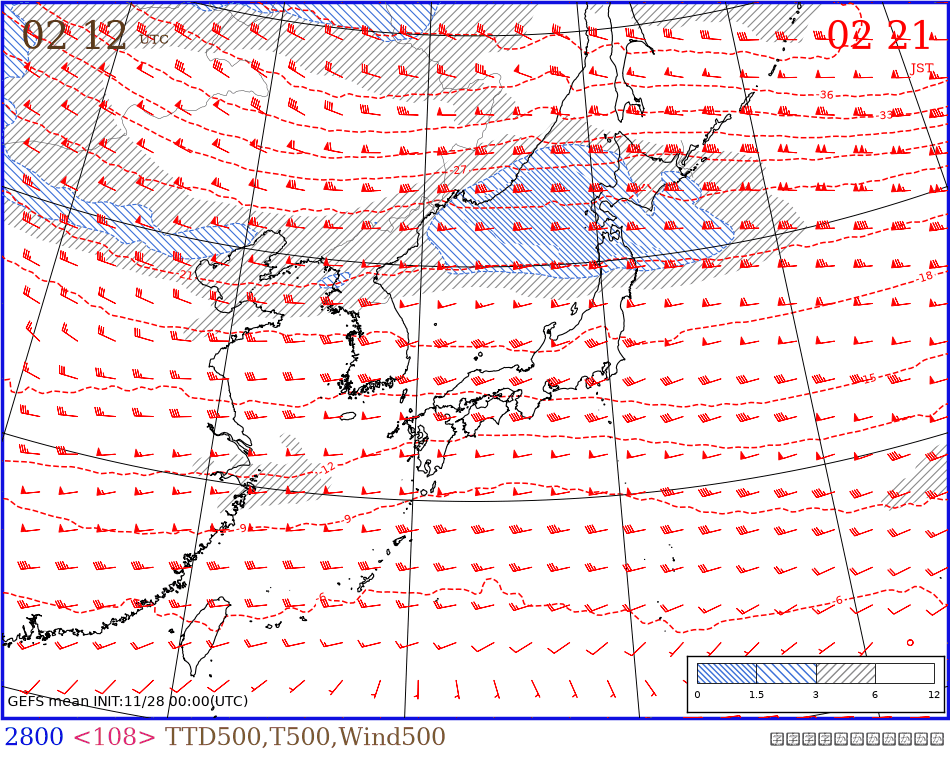 02 12 UTC
02 21
JST
-36
-33
-27
-21
-18
-15
-12
-9
-9
-6
-6
0 1.5 3 6 12
GEFS mean INIT:11/28 00:00(UTC)
2800 <108> TTD500,T500,Wind500